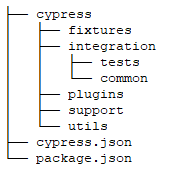 cypress
fixtures
integration
tests
common
plugins
support
utils
cypress.json
package.json